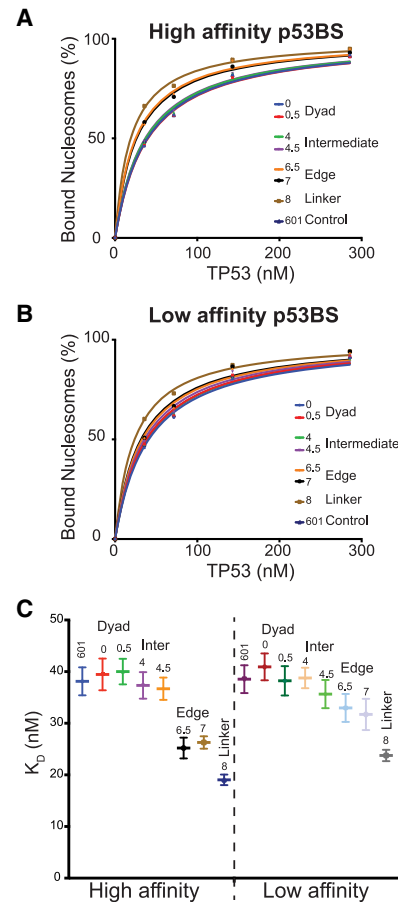 A
High affinity p53BS
Bound Nucleosomes (%)
100
50
0
0
100
200
300
TP53 (nM)
0
0.5
Dyad
4
4.5
Intermediate
6.5
7
Edge
8
Linker
601 Control
B
Low affinity p53BS
Bound Nucleosomes (%)
100
50
0
0
100
200
300
TP53 (nM)
0
0.5
Dyad
4
4.5
Intermediate
6.5
7
Edge
8
Linker
601 Control
C
K_D (nM)
50
40
30
20
10
0
601
Dyad
0
0.5
Inter
4
4.5
Edge
6.5
7
Linker
8
601
Dyad
0
0.5
Inter
4
4.5
Edge
6.5
7
Linker
8
High affinity
Low affinity